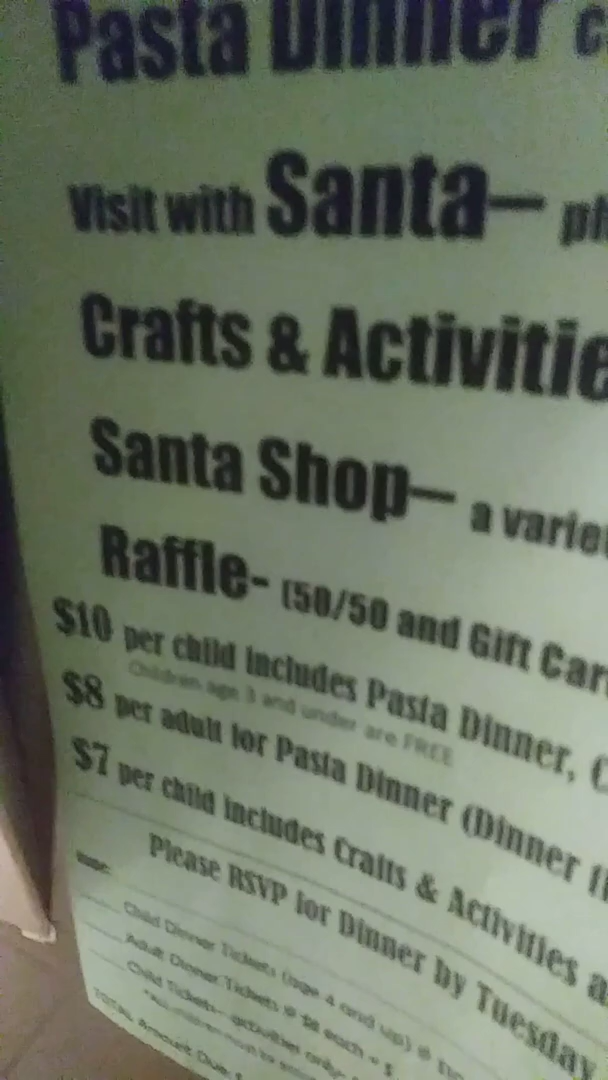 Pasta Dinner
Visit with Santa–
Crafts & Activitie
Santa Shop– a varie
Raffle- (50/50 and Gift Car
$10 per child includes Pasta Dinner, C
Children age 3 and under are FREE
$8 per adult for Pasta Dinner (Dinner
$7 per child includes Crafts & Activities a
Please RSVP for Dinner by Tuesday
Child Dinner Tickets (age 4 and up) @
Adult Dinner Tickets @ $8 each = $
Child Tickets– activities only-
TOTAL Amount Due: $